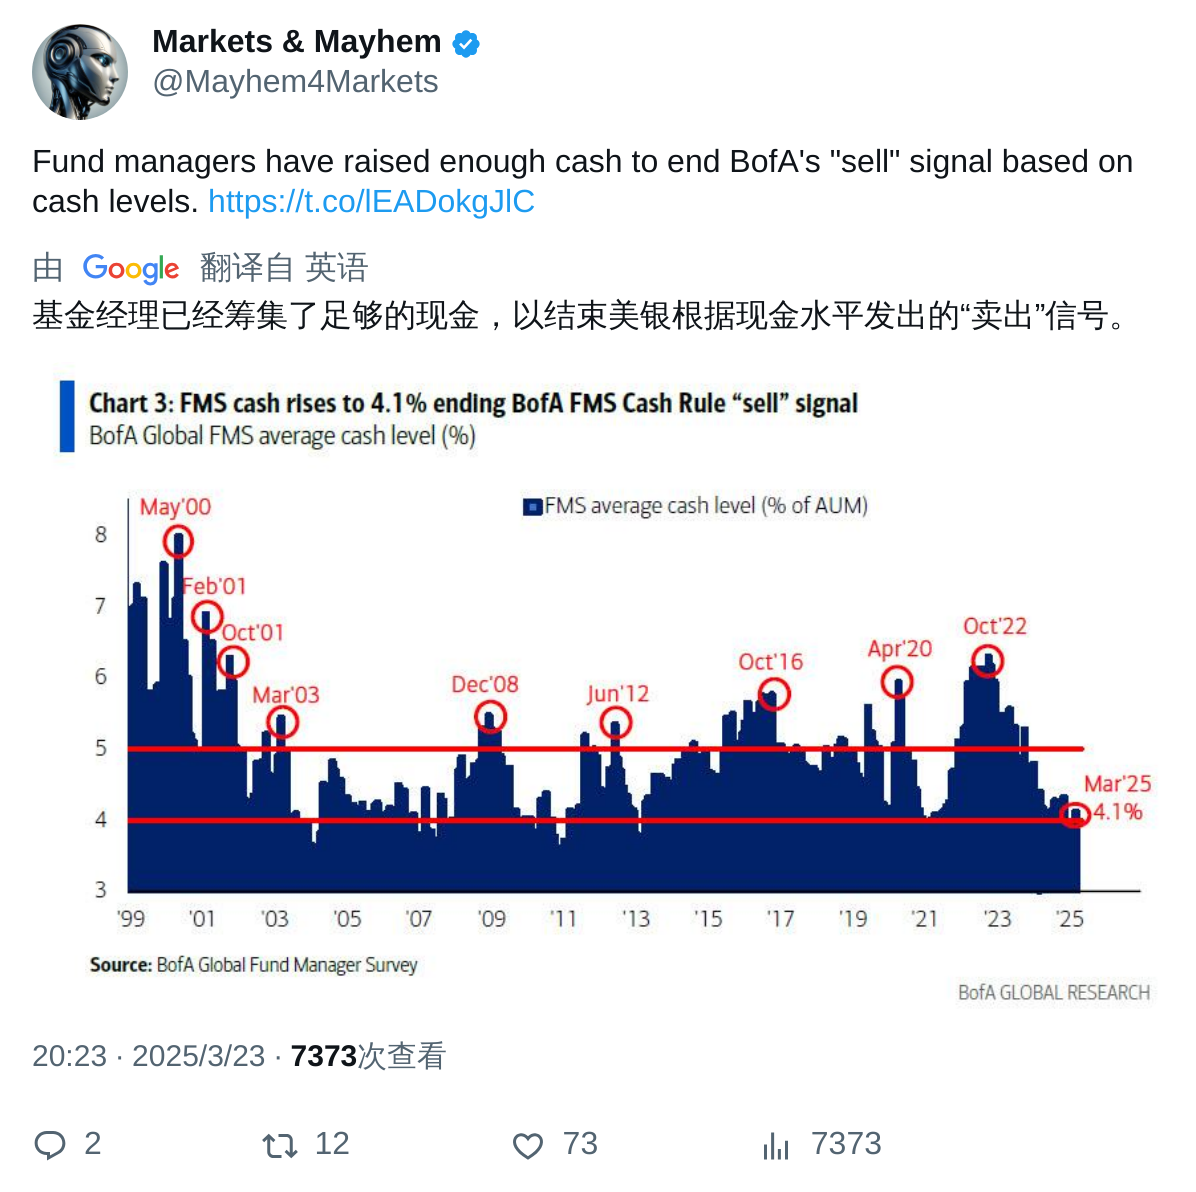 Markets & Mayhem
@Mayhem4Markets
Fund managers have raised enough cash to end BofA's "sell" signal based on
cash levels. https://t.co/lEADokgJlC
由 Google 翻译自 英语
基金经理已经筹集了足够的现金，以结束美银根据现金水平发出的“卖出”信号。
Chart 3: FMS cash rises to 4.1% ending BofA FMS Cash Rule “sell” signal
BofA Global FMS average cash level (%)
FMS average cash level (% of AUM)
May'00
Feb'01
Oct'01
Mar'03
Dec'08
Jun'12
Oct'16
Apr'20
Oct'22
Mar'25
4.1%
8
7
6
5
4
3
'99 '01 '03 '05 '07 '09 '11 '13 '15 '17 '19 '21 '23 '25
Source: BofA Global Fund Manager Survey
BofA GLOBAL RESEARCH
20:23 · 2025/3/23 · 7373次查看
2 12 73 7373